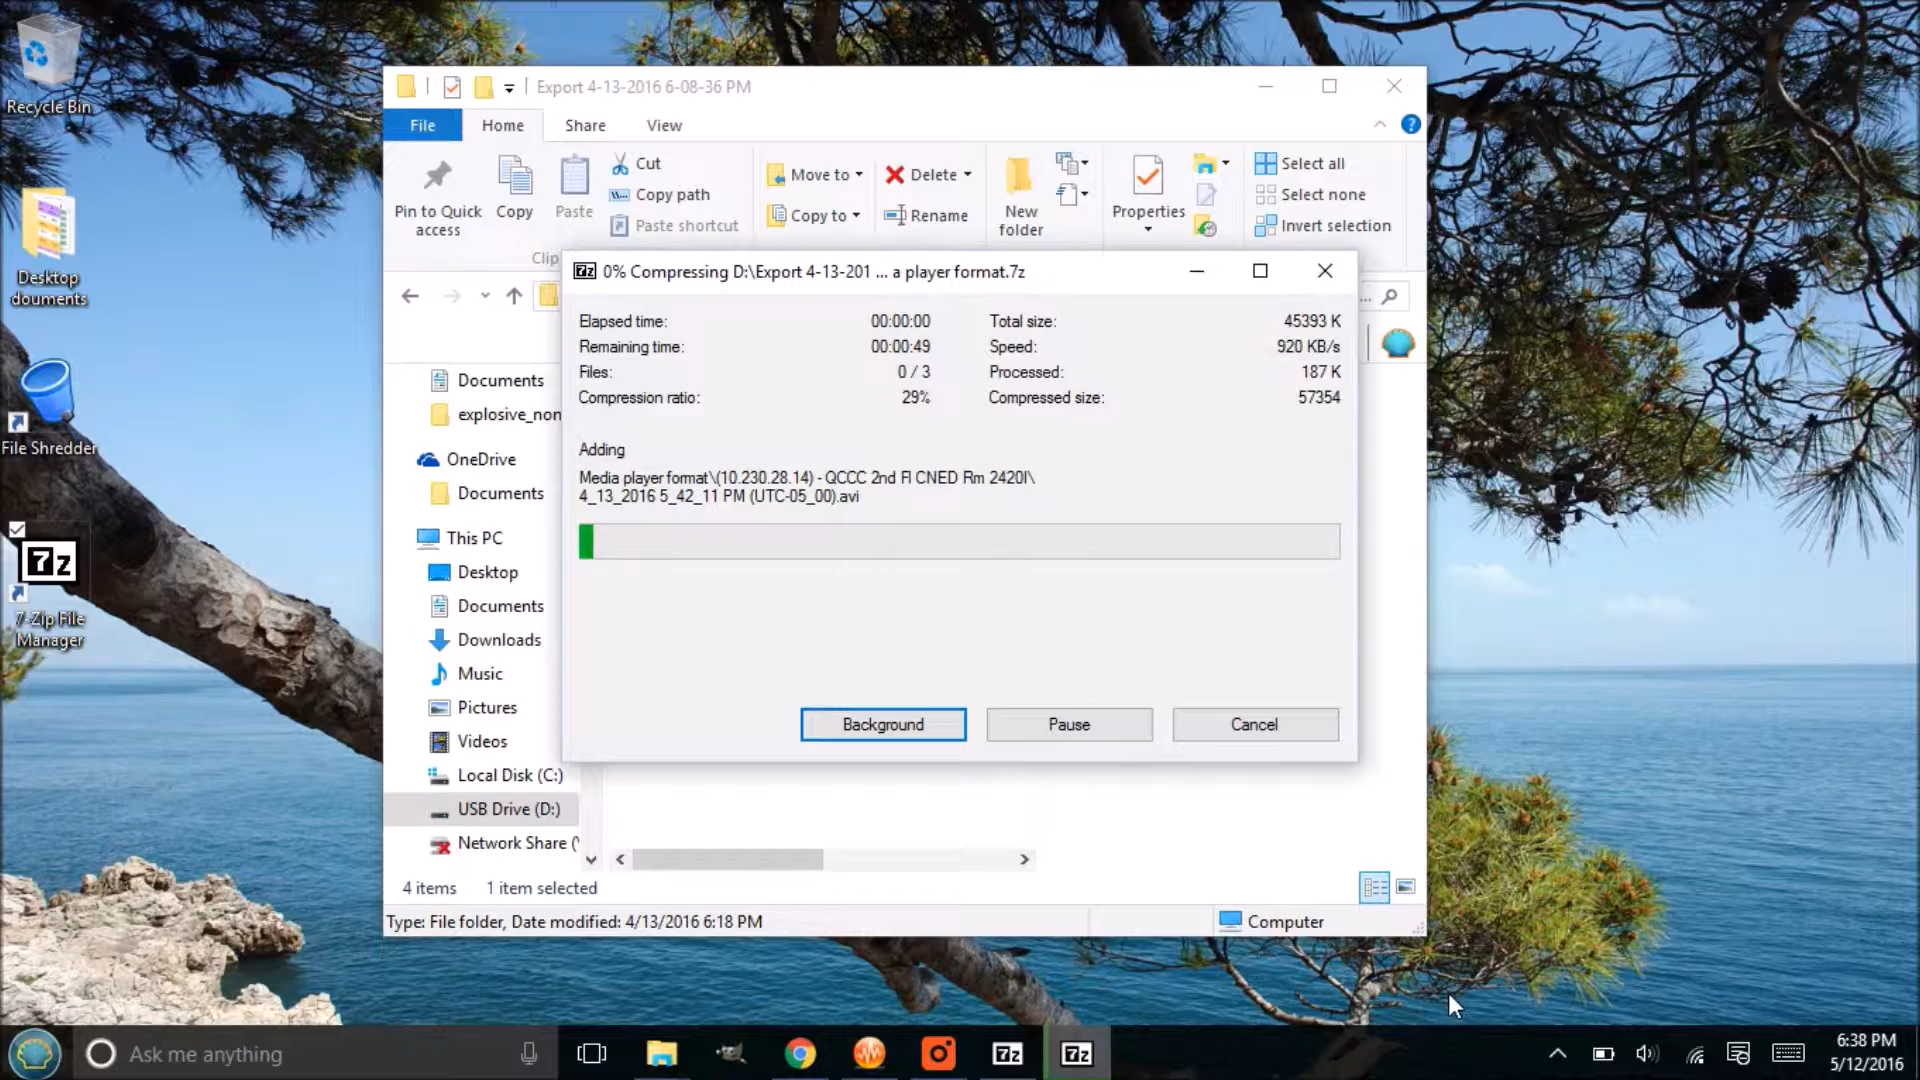 Recycle Bin
Desktop
douments
File Shredder
7z
7-Zip File
Manager
Export 4-13-2016 6-08-36 PM
File Home Share View
Pin to Quick
access
Copy
Paste
Cut
Copy path
Paste shortcut
Move to
Copy to
Delete
Rename
New
folder
Properties
Select all
Select none
Invert selection
Clip
7z 0% Compressing D:\Export 4-13-201 ... a player format.7z
Elapsed time: 00:00:00 Total size: 45393 K
Remaining time: 00:00:49 Speed: 920 KB/s
Files: 0 / 3 Processed: 187 K
Compression ratio: 29% Compressed size: 57354
Adding
Media player format\(10.230.28.14) - QCCC 2nd Fl CNED Rm 2420I\
4_13_2016 5_42_11 PM (UTC-05_00).avi
Background Pause Cancel
Documents
explosive_non
OneDrive
Documents
This PC
Desktop
Documents
Downloads
Music
Pictures
Videos
Local Disk (C:)
USB Drive (D:)
Network Share (
4 items 1 item selected
Type: File folder, Date modified: 4/13/2016 6:18 PM
Computer
Ask me anything
7z 7z
6:38 PM
5/12/2016